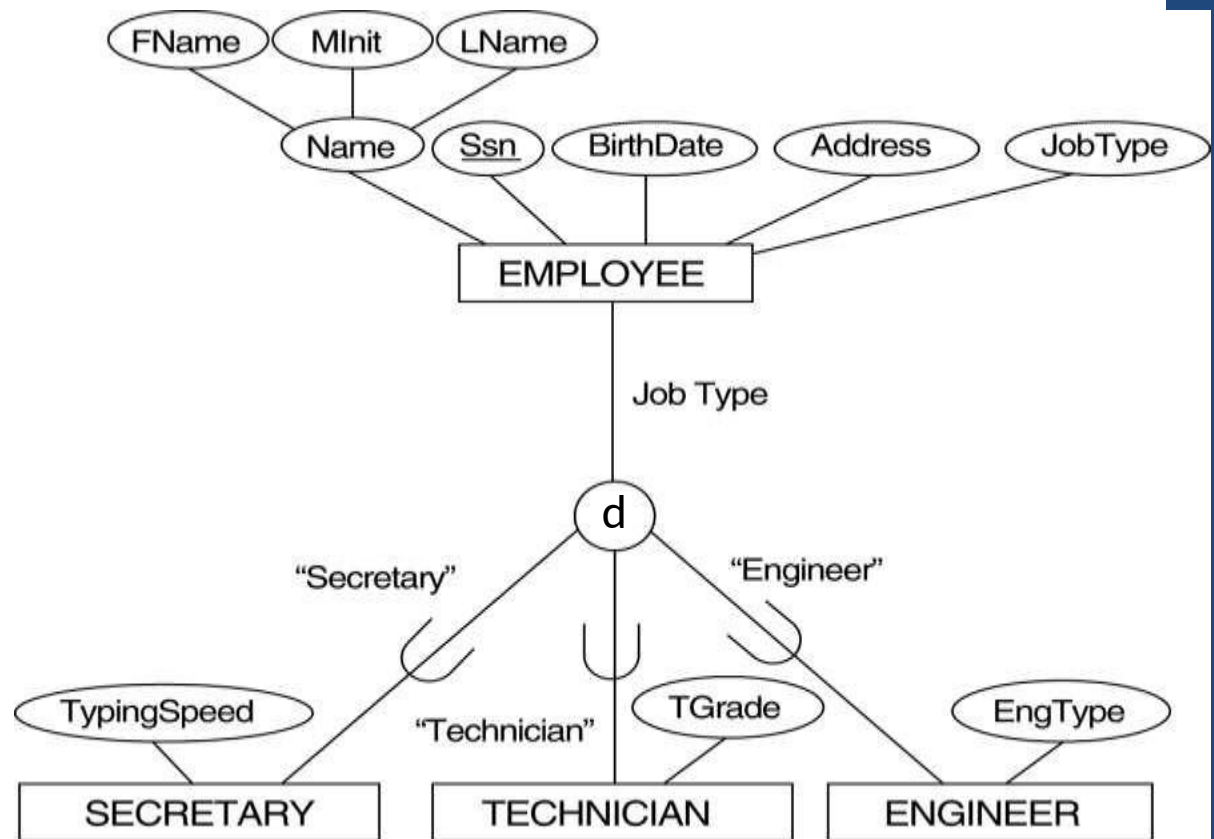 FName MInit LName
Name Ssn BirthDate Address JobType
EMPLOYEE
Job Type
d
“Secretary” “Engineer”
TypingSpeed “Technician” TGrade EngType
SECRETARY TECHNICIAN ENGINEER